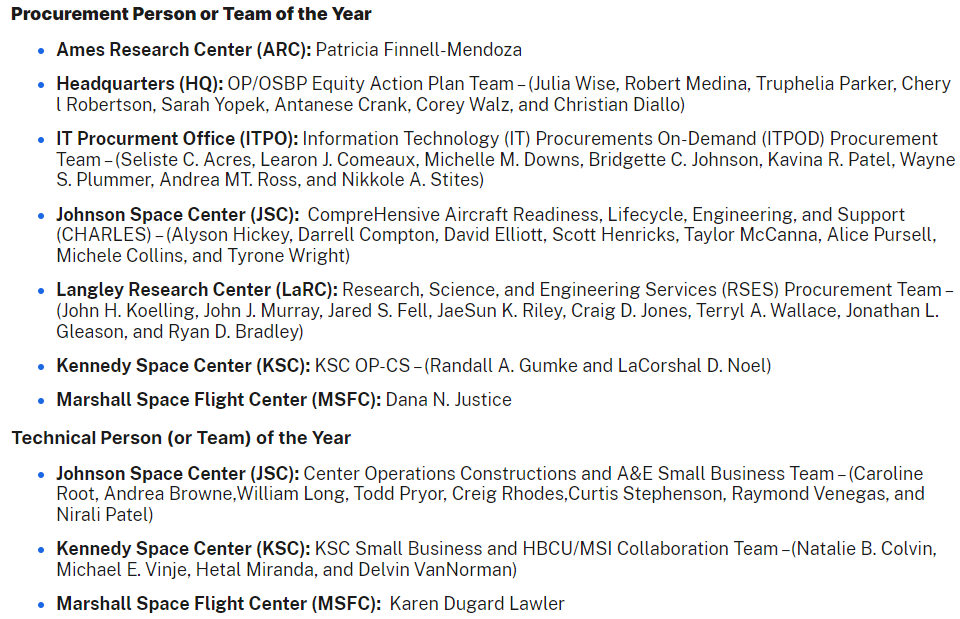 Procurement Person or Team of the Year
Ames Research Center (ARC): Patricia Finnell-Mendoza
Headquarters (HQ): OP/OSBP Equity Action Plan Team – (Julia Wise, Robert Medina, Truphelia Parker, Chery
l Robertson, Sarah Yopek, Antanese Crank, Corey Walz, and Christian Diallo)
IT Procurment Office (ITPO): Information Technology (IT) Procurements On-Demand (ITPOD) Procurement
Team – (Seliste C. Acres, Learon J. Comeaux, Michelle M. Downs, Bridgette C. Johnson, Kavina R. Patel, Wayne
S. Plummer, Andrea MT. Ross, and Nikkole A. Stites)
Johnson Space Center (JSC):  CompreHensive Aircraft Readiness, Lifecycle, Engineering, and Support
(CHARLES) – (Alyson Hickey, Darrell Compton, David Elliott, Scott Henricks, Taylor McCanna, Alice Pursell,
Michele Collins, and Tyrone Wright)
Langley Research Center (LaRC): Research, Science, and Engineering Services (RSES) Procurement Team –
(John H. Koelling, John J. Murray, Jared S. Fell, JaeSun K. Riley, Craig D. Jones, Terryl A. Wallace, Jonathan L.
Gleason, and Ryan D. Bradley)
Kennedy Space Center (KSC): KSC OP-CS – (Randall A. Gumke and LaCorshal D. Noel)
Marshall Space Flight Center (MSFC): Dana N. Justice
Technical Person (or Team) of the Year
Johnson Space Center (JSC): Center Operations Constructions and A&E Small Business Team – (Caroline
Root, Andrea Browne,William Long, Todd Pryor, Creig Rhodes,Curtis Stephenson, Raymond Venegas, and
Nirali Patel)
Kennedy Space Center (KSC): KSC Small Business and HBCU/MSI Collaboration Team –(Natalie B. Colvin,
Michael E. Vinje, Hetal Miranda, and Delvin VanNorman)
Marshall Space Flight Center (MSFC):  Karen Dugard Lawler